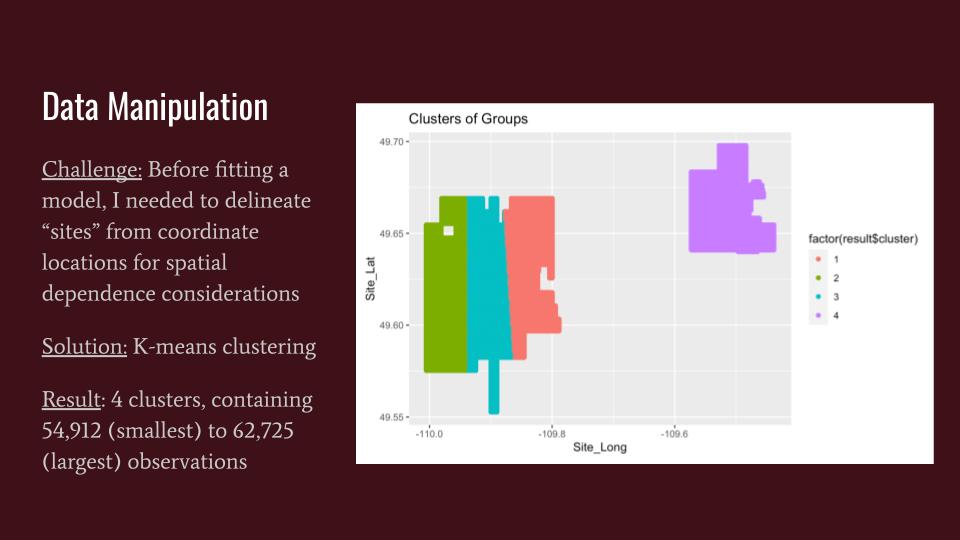 Data Manipulation
Challenge: Before fitting a
model, I needed to delineate
“sites” from coordinate
locations for spatial
dependence considerations
Solution: K-means clustering
Result: 4 clusters, containing
54,912 (smallest) to 62,725
(largest) observations
Clusters of Groups
49.70
49.65
49.60
49.55
Site_Lat
-110.0
-109.8
-109.6
Site_Long
factor(result$cluster)
1
2
3
4